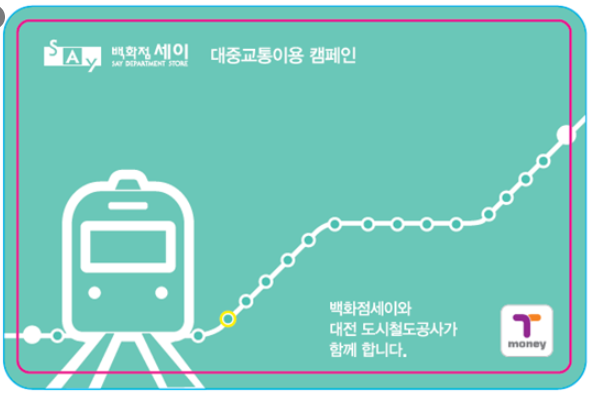 SAY 백화점 세이 대중교통이용 캠페인
SAY DEPARTMENT STORE
백화점세이와
대전 도시철도공사가
함께 합니다.
T
money